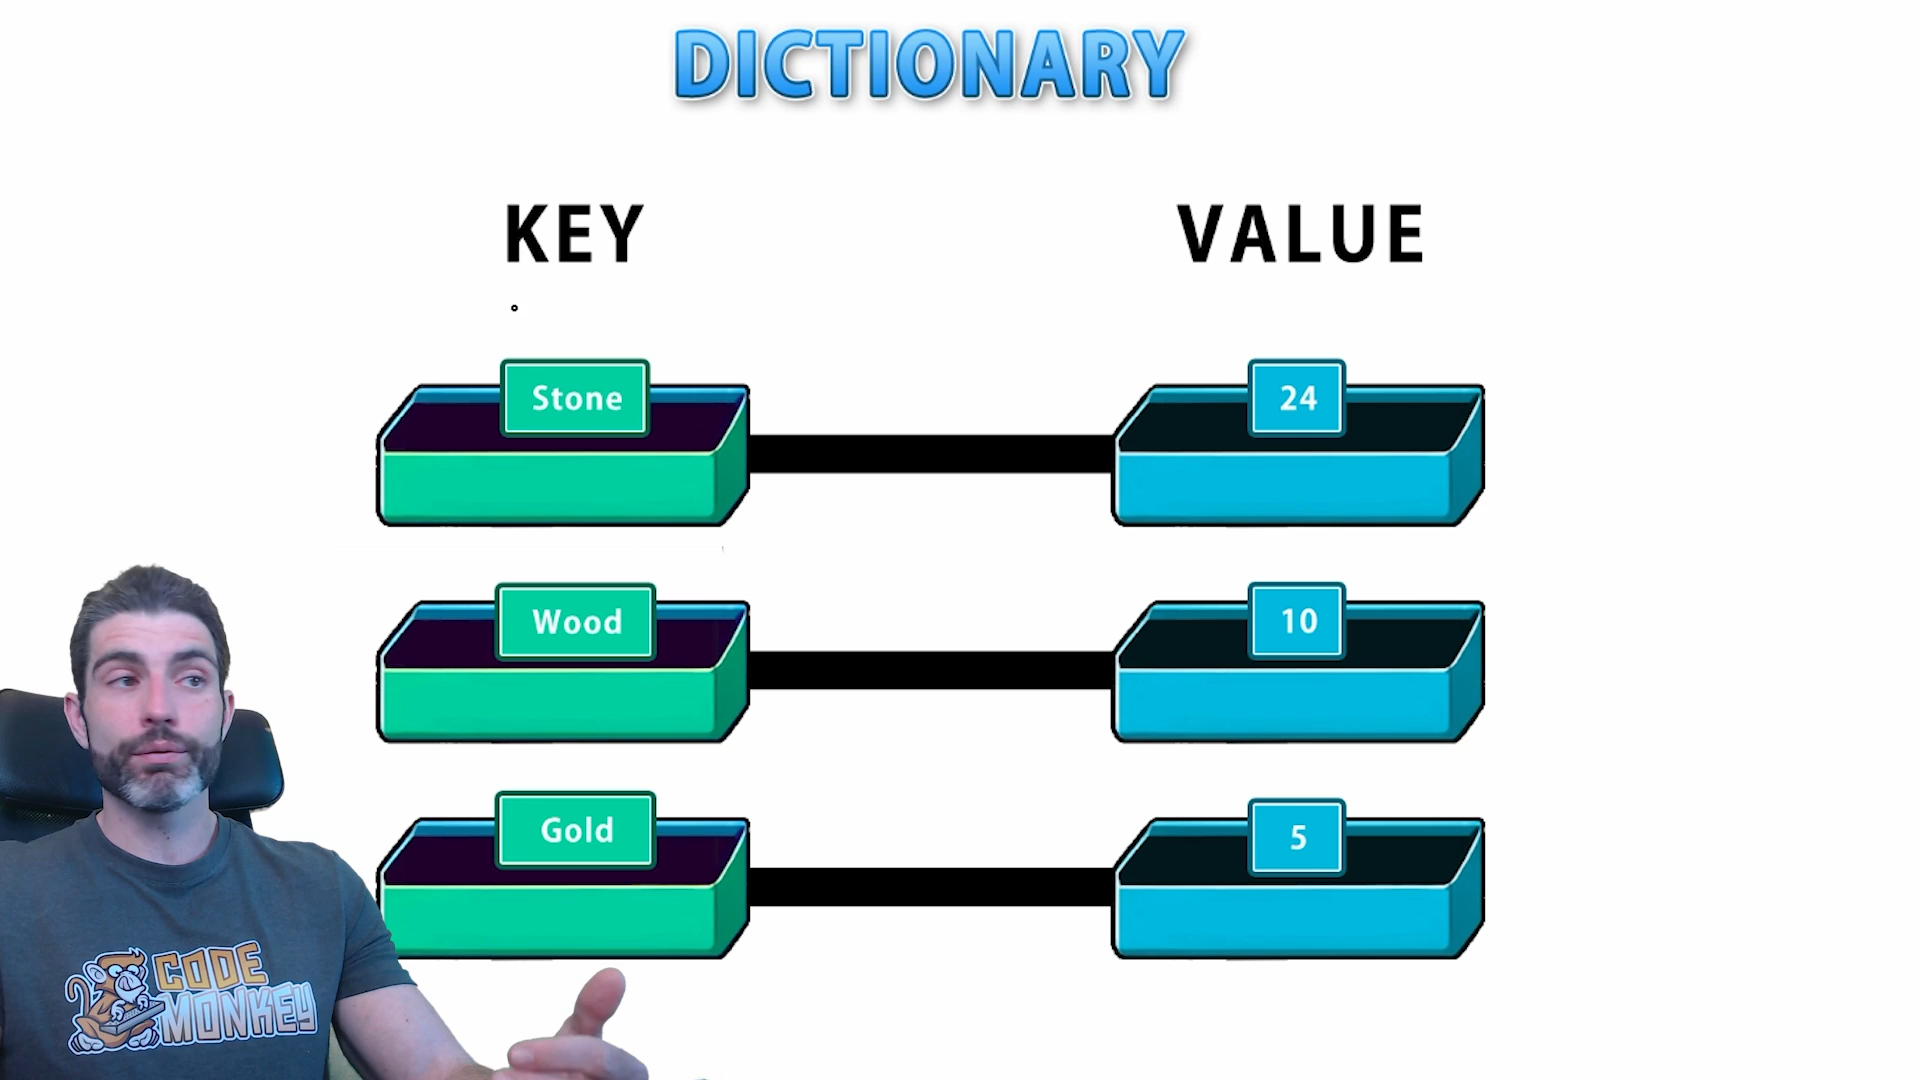 DICTIONARY
KEY VALUE
Stone 24
Wood 10
Gold 5
CODE
MONKEY